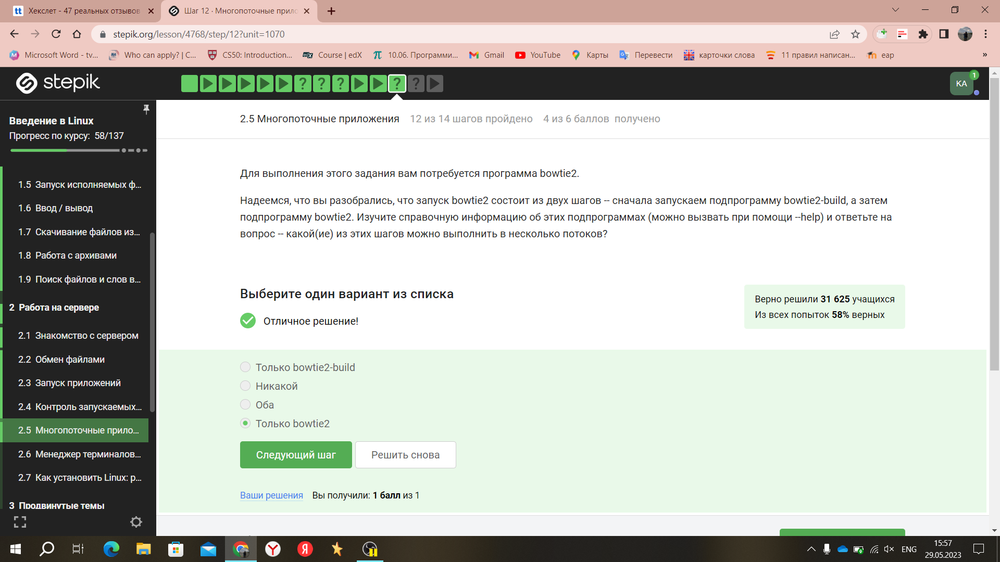 Хекслет - 47 реальных отзывов
Шаг 12 · Многопоточные прило
stepik.org/lesson/4768/step/12?unit=1070
Microsoft Word - tv...
Who can apply? | C...
CS50: Introduction...
edX
Course | edX
10.06. Программи...
Gmail
YouTube
Карты
Перевести
карточки слова
11 правил написан...
eap
»
stepik
? ? ? ? ?
KA
1
Введение в Linux
Прогресс по курсу: 58/137
1.5 Запуск исполняемых ф...
1.6 Ввод / вывод
1.7 Скачивание файлов из...
1.8 Работа с архивами
1.9 Поиск файлов и слов в...
2 Работа на сервере
2.1 Знакомство с сервером
2.2 Обмен файлами
2.3 Запуск приложений
2.4 Контроль запускаемых...
2.5 Многопоточные прило...
2.6 Менеджер терминалов...
2.7 Как установить Linux: р...
3 Продвинутые темы
2.5 Многопоточные приложения 12 из 14 шагов пройдено 4 из 6 баллов получено
Для выполнения этого задания вам потребуется программа bowtie2.
Надеемся, что вы разобрались, что запуск bowtie2 состоит из двух шагов -- сначала запускаем подпрограмму bowtie2-build, а затем
подпрограмму bowtie2. Изучите справочную информацию об этих подпрограммах (можно вызвать при помощи --help) и ответьте на
вопрос -- какой(ие) из этих шагов можно выполнить в несколько потоков?
Выберите один вариант из списка
Отличное решение!
Верно решили 31 625 учащихся
Из всех попыток 58% верных
Только bowtie2-build
Никакой
Оба
Только bowtie2
Следующий шаг
Решить снова
Ваши решения Вы получили: 1 балл из 1
ENG
15:57
29.05.2023